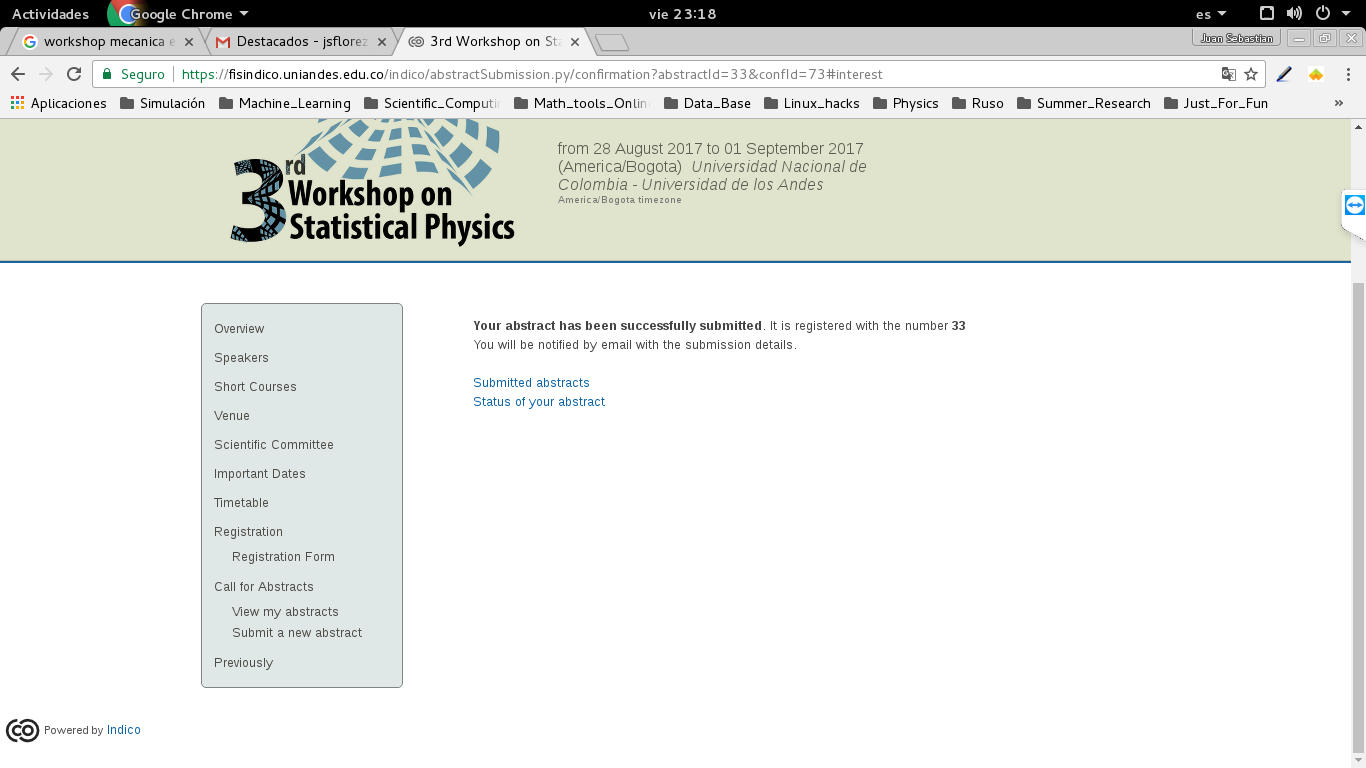 Actividades Google Chrome vie 23:18 es
workshop mecanica e Destacados - jsflorez 3rd Workshop on Sta Juan Sebastian
Seguro https://fisindico.uniandes.edu.co/indico/abstractSubmission.py/confirmation?abstractId=33&confId=73#interest
Aplicaciones Simulación Machine_Learning Scientific_Computin Math_tools_Online Data_Base Linux_hacks Physics Ruso Summer_Research Just_For_Fun »
3rd
Workshop on
Statistical Physics
from 28 August 2017 to 01 September 2017
(America/Bogota) Universidad Nacional de
Colombia - Universidad de los Andes
America/Bogota timezone
Overview
Speakers
Short Courses
Venue
Scientific Committee
Important Dates
Timetable
Registration
Registration Form
Call for Abstracts
View my abstracts
Submit a new abstract
Previously
Your abstract has been successfully submitted. It is registered with the number 33
You will be notified by email with the submission details.
Submitted abstracts
Status of your abstract
Powered by Indico